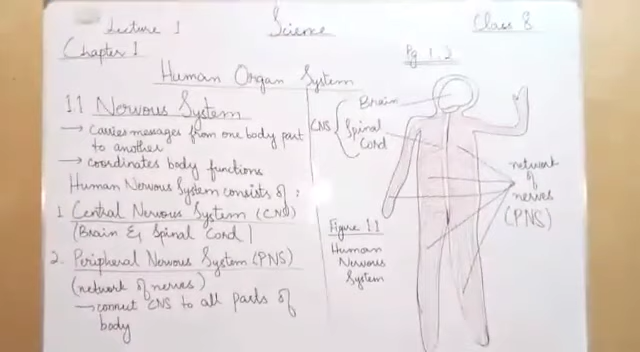 Lecture 1
Science
Class 8
Chapter 1
Pg 1, 2
Human Organ System
1.1 Nervous System
→ carries messages from one body part
to another
→ coordinates body functions
Human Nervous System consists of :
1. Central Nervous System (CNS)
(Brain & Spinal Cord)
2. Peripheral Nervous System (PNS)
(network of nerves)
→ connect CNS to all parts of
body
CNS { Brain
Spinal
Cord
network
of
nerves
(PNS)
Figure 1.1
Human
Nervous
System